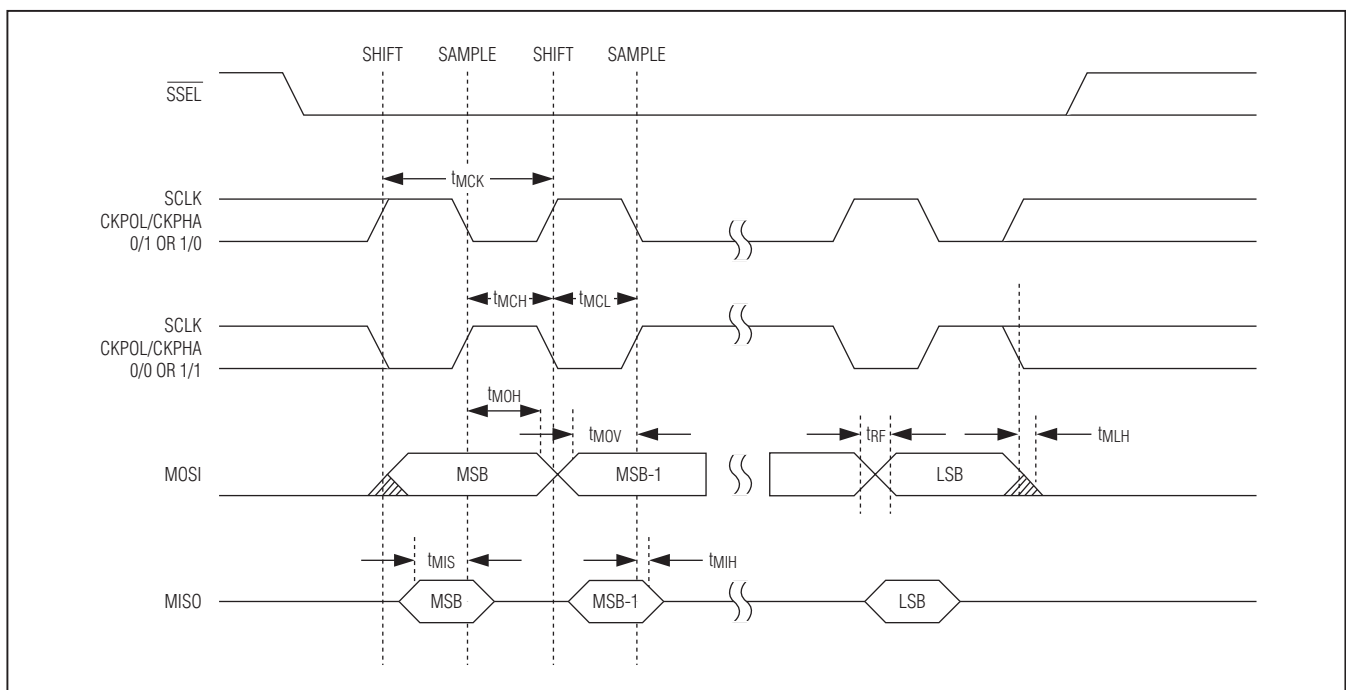 SHIFT SAMPLE SHIFT SAMPLE
SSEL
tMCK
SCLK
CKPOL/CKPHA
0/1 OR 1/0
tMCH tMCL
SCLK
CKPOL/CKPHA
0/0 OR 1/1
tMOH
tMOV tRF tMLH
MOSI MSB MSB-1 LSB
tMIS tMIH
MISO MSB MSB-1 LSB